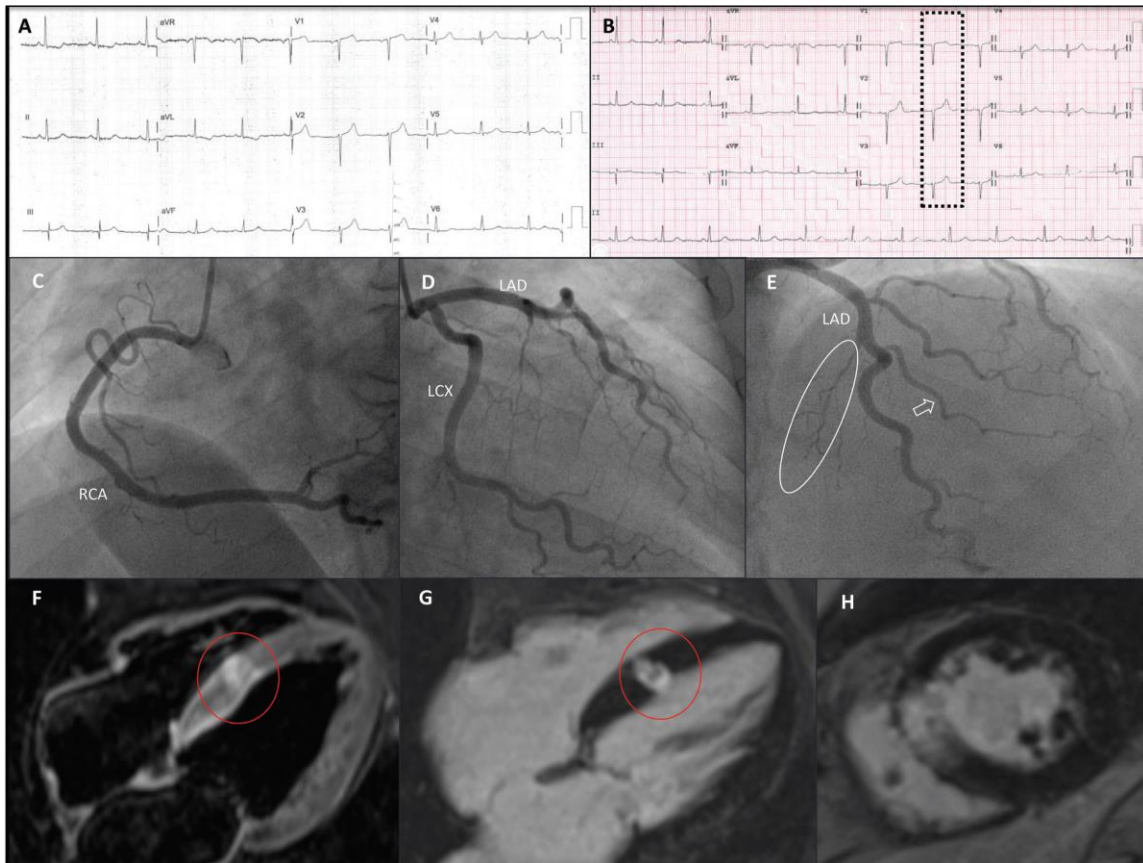 A
aVR V1 V4
II aVL V2 V5
III aVF V3 V6
B
I aVR V1 V4
II aVL V2 V5
III aVF V3 V6
II
C
RCA
D
LAD
LCX
E
LAD
F
G
H